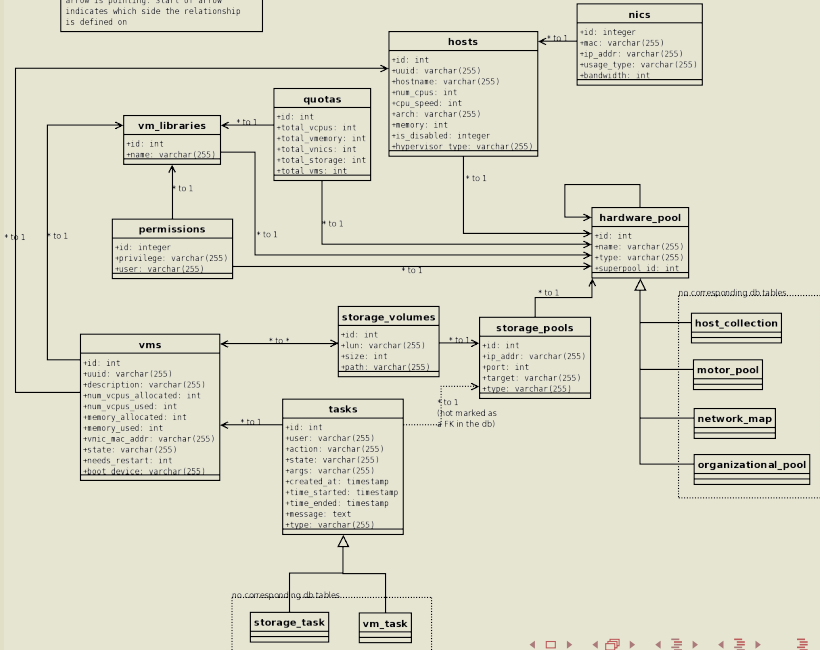 arrow is pointing. Start of arrow
indicates which side the relationship
is defined on
nics
+id: integer
+mac: varchar(255)
+ip_addr: varchar(255)
+usage_type: varchar(255)
+bandwidth: int
* to 1
hosts
+id: int
+uuid: varchar(255)
+hostname: varchar(255)
+num_cpus: int
+cpu_speed: int
+arch: varchar(255)
+memory: int
+is_disabled: integer
+hypervisor_type: varchar(255)
quotas
+id: int
+total_vcpus: int
+total_vmemory: int
+total_vnics: int
+total_storage: int
+total_vms: int
* to 1
vm_libraries
+id: int
+name: varchar(255)
* to 1
* to 1
permissions
+id: integer
+privilege: varchar(255)
+user: varchar(255)
* to 1
* to 1
* to 1
* to 1
* to 1
* to 1
hardware_pool
+id: int
+name: varchar(255)
+type: varchar(255)
+superpool_id: int
* to 1
no corresponding db tables
host_collection
motor_pool
network_map
organizational_pool
storage_volumes
+id: int
+lun: varchar(255)
+size: int
+path: varchar(255)
* to *
* to 1
storage_pools
+id: int
+ip_addr: varchar(255)
+port: int
+target: varchar(255)
+type: varchar(255)
vms
+id: int
+uuid: varchar(255)
+description: varchar(255)
+num_vcpus_allocated: int
+num_vcpus_used: int
+memory_allocated: int
+memory_used: int
+vnic_mac_addr: varchar(255)
+state: varchar(255)
+needs_restart: int
+boot_device: varchar(255)
* to 1
tasks
+id: int
+user: varchar(255)
+action: varchar(255)
+state: varchar(255)
+args: varchar(255)
+created_at: timestamp
+time_started: timestamp
+time_ended: timestamp
+message: text
+type: varchar(255)
* to 1
(not marked as
a FK in the db)
no corresponding db tables
storage_task
vm_task